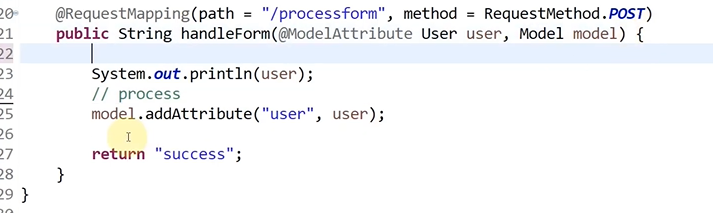 20 @RequestMapping(path = "/processform", method = RequestMethod.POST)
21 public String handleForm(@ModelAttribute User user, Model model) {
22
23 System.out.println(user);
24 // process
25 model.addAttribute("user", user);
26
27 return "success";
28 }
29 }